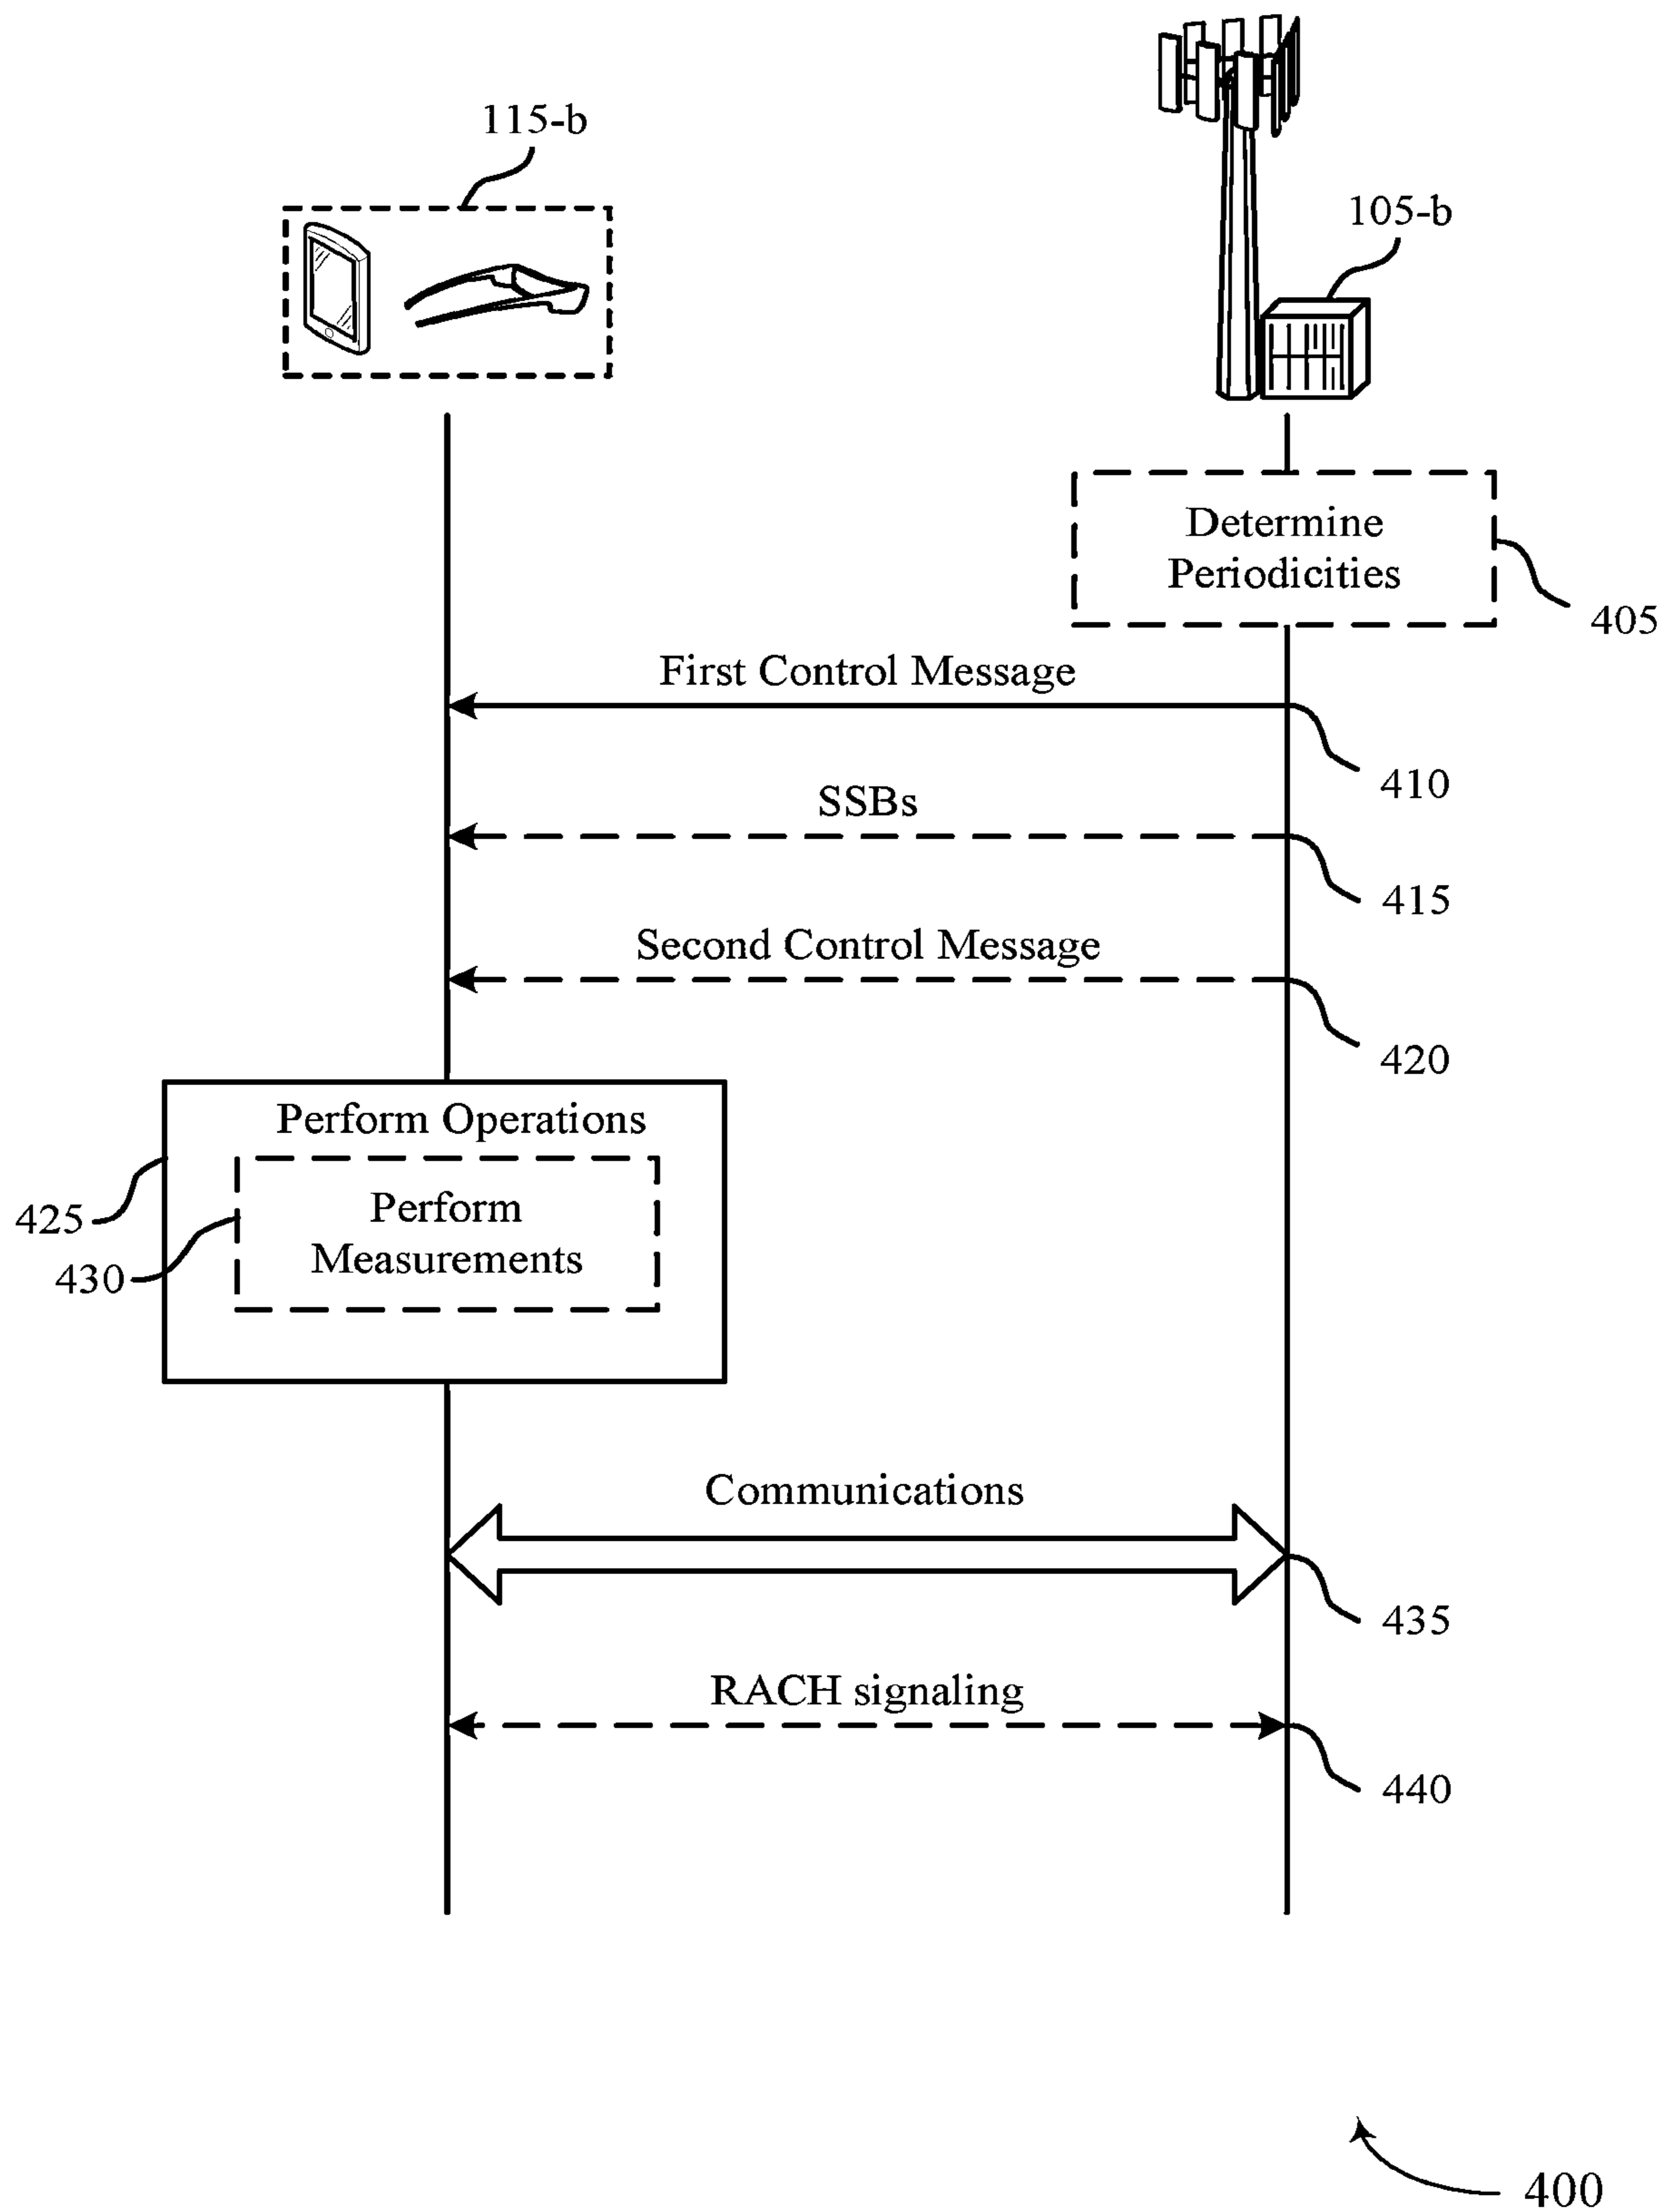 115-b
105-b
Determine
Periodicities
405
First Control Message
410
SSBs
415
Second Control Message
420
Perform Operations
425
Perform
Measurements
430
Communications
435
RACH signaling
440
400